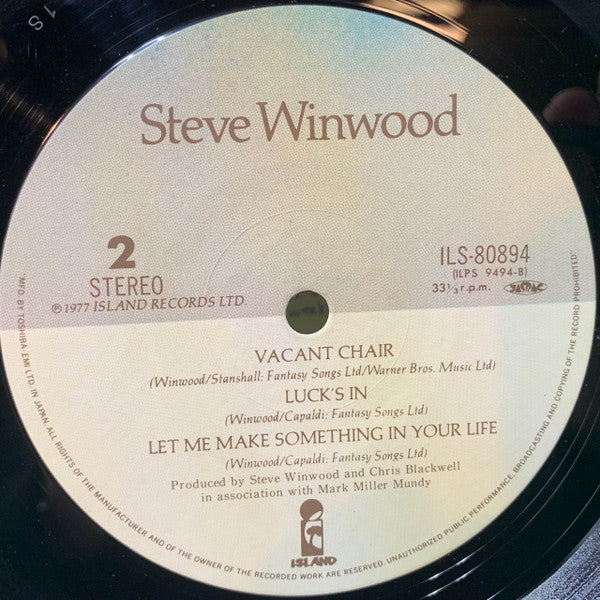 1S
Steve Winwood
2
STEREO
℗1977 ISLAND RECORDS LTD.
ILS-80894
(ILPS 9494-B)
33⅓r.p.m. JASRAC
VACANT CHAIR
(Winwood/Stanshall: Fantasy Songs Ltd/Warner Bros. Music Ltd)
LUCK'S IN
(Winwood/Capaldi: Fantasy Songs Ltd)
LET ME MAKE SOMETHING IN YOUR LIFE
(Winwood/Capaldi: Fantasy Songs Ltd)
Produced by Steve Winwood and Chris Blackwell
in association with Mark Miller Mundy
ISLAND
"MFD. BY TOSHIBA EMI LTD. IN JAPAN. ALL RIGHTS OF THE MANUFACTURER AND OF THE OWNER OF THE RECORDED WORK ARE RESERVED. UNAUTHORIZED PUBLIC PERFORMANCE, BROADCASTING AND COPYING OF THE RECORD PROHIBITED."